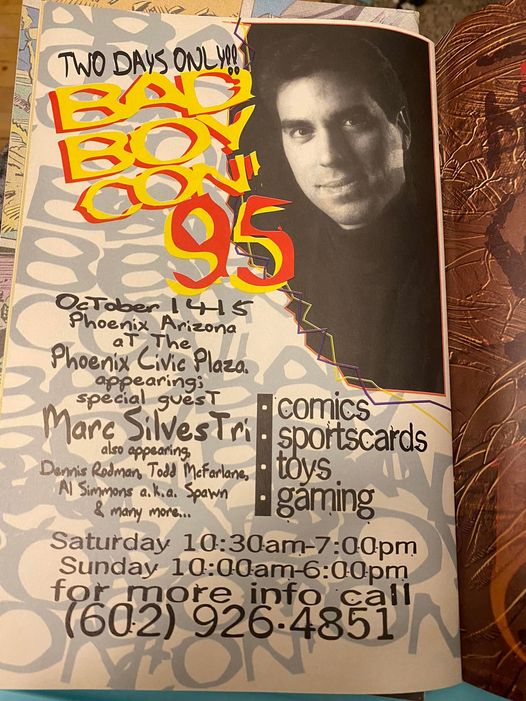 TWO DAYS ONLY!!
BAD
BOY
CON'
95
October 14-15
Phoenix Arizona
aT The
Phoenix Civic Plaza.
appearing:
special guesT
Marc SilvesTri
also appearing,
Dennis Rodman, Todd McFarlane,
Al Simmons a.k.a. Spawn
& many more...
comics
sportscards
toys
gaming
Saturday 10:30am-7:00pm
Sunday 10:00am-6:00pm
for more info call
(602) 926·4851